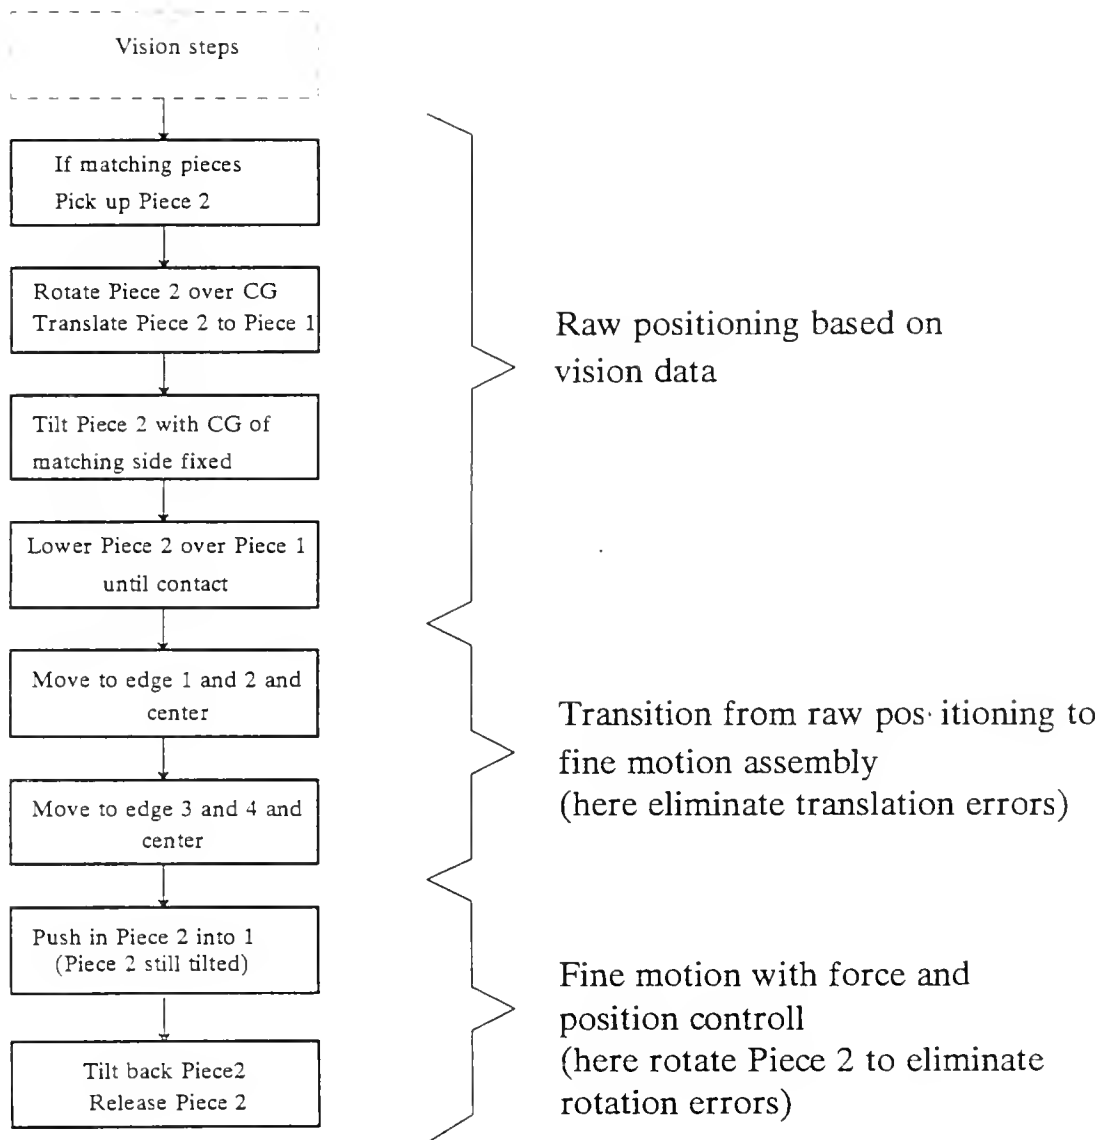 Vision steps
If matching pieces
Pick up Piece 2
Rotate Piece 2 over CG
Translate Piece 2 to Piece 1
Tilt Piece 2 with CG of
matching side fixed
Lower Piece 2 over Piece 1
until contact
Move to edge 1 and 2 and
center
Move to edge 3 and 4 and
center
Push in Piece 2 into 1
(Piece 2 still tilted)
Tilt back Piece2
Release Piece 2
Raw positioning based on
vision data
Transition from raw pos itioning to
fine motion assembly
(here eliminate translation errors)
Fine motion with force and
position controll
(here rotate Piece 2 to eliminate
rotation errors)